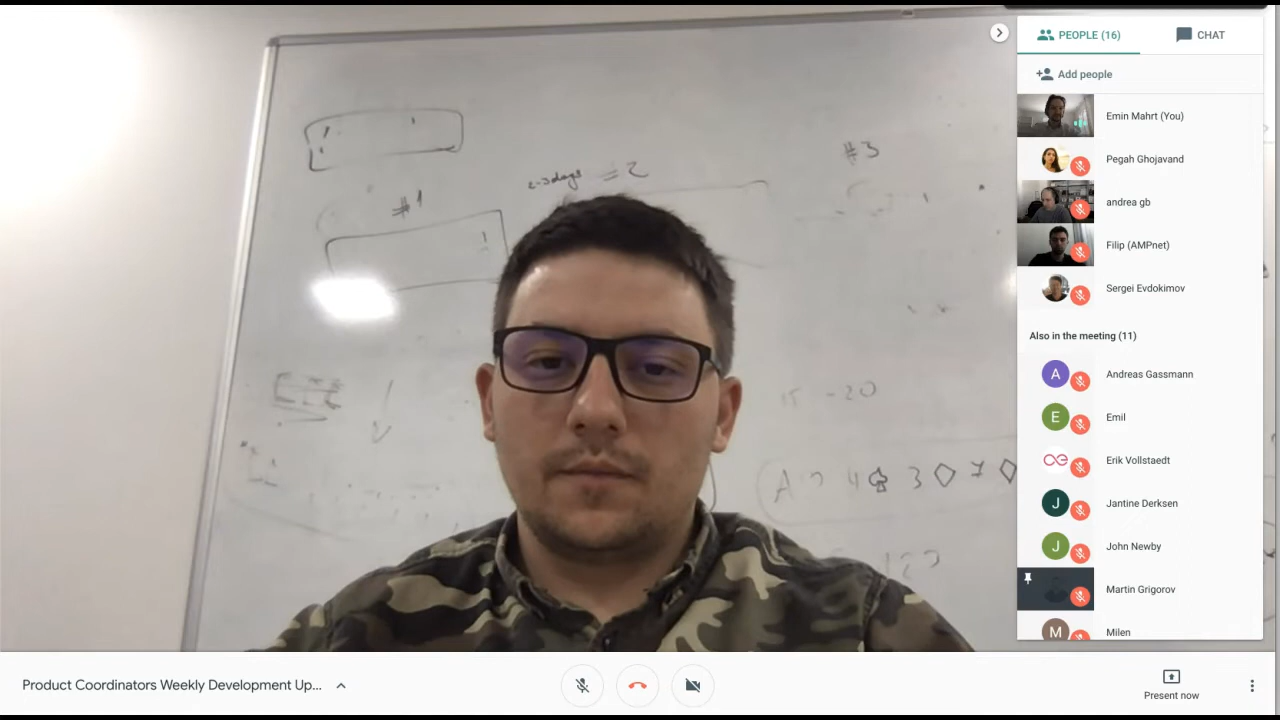 PEOPLE (16)
CHAT
Add people
Emin Mahrt (You)
Pegah Ghojavand
andrea gb
Filip (AMPnet)
Sergei Evdokimov
Also in the meeting (11)
A Andreas Gassmann
E Emil
Erik Vollstaedt
J Jantine Derksen
J John Newby
Martin Grigorov
M Milen
#1
2-3days
#3
Product Coordinators Weekly Development Up...
Present now